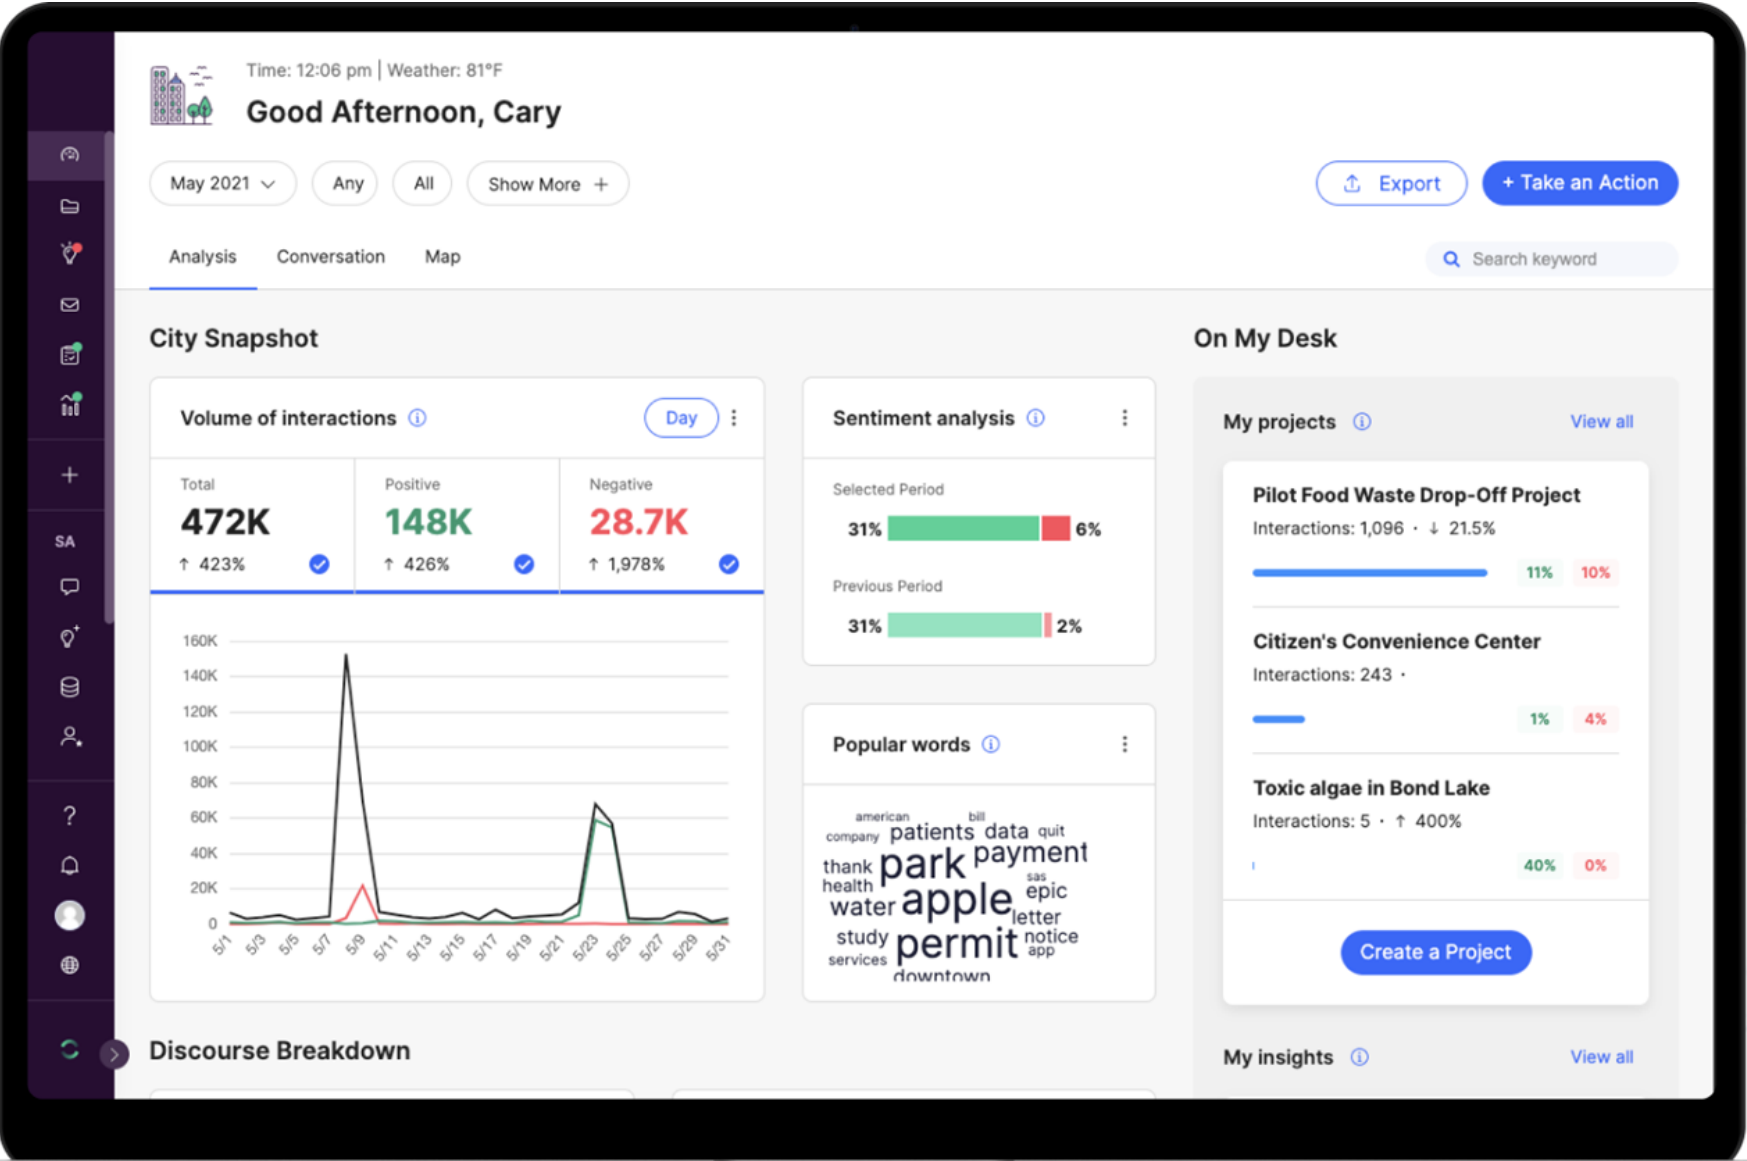 Time: 12:06 pm | Weather: 81°F
Good Afternoon, Cary
May 2021
Any
All
Show More +
Export
+ Take an Action
Analysis
Conversation
Map
Search keyword
SA
?
City Snapshot
Volume of interactions
Day
Total
472K
↑ 423%
Positive
148K
↑ 426%
Negative
28.7K
↑ 1,978%
160K
140K
120K
100K
80K
60K
40K
20K
0
5/1
5/3
5/5
5/7
5/9
5/11
5/13
5/15
5/17
5/19
5/21
5/23
5/25
5/27
5/29
5/31
Sentiment analysis
Selected Period
31%
6%
Previous Period
31%
2%
Popular words
american
bill
company
patients
data
quit
thank
park
payment
health
sas
epic
water
apple
letter
study
permit
notice
services
app
downtown
On My Desk
My projects
View all
Pilot Food Waste Drop-Off Project
Interactions: 1,096 · ↓ 21.5%
11%
10%
Citizen's Convenience Center
Interactions: 243 ·
1%
4%
Toxic algae in Bond Lake
Interactions: 5 · ↑ 400%
40%
0%
Create a Project
My insights
View all
Discourse Breakdown